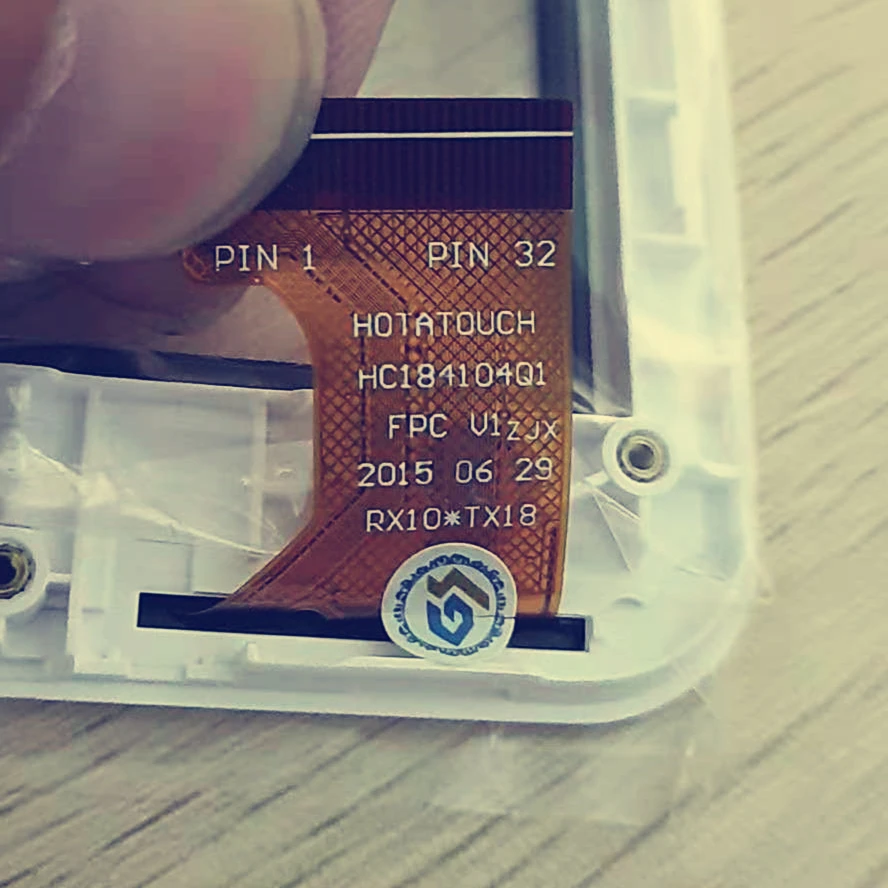 PIN 1 PIN 32
HOTATOUCH
HC184104Q1
FPC V1ZJX
2015 06 29
RX10*TX18